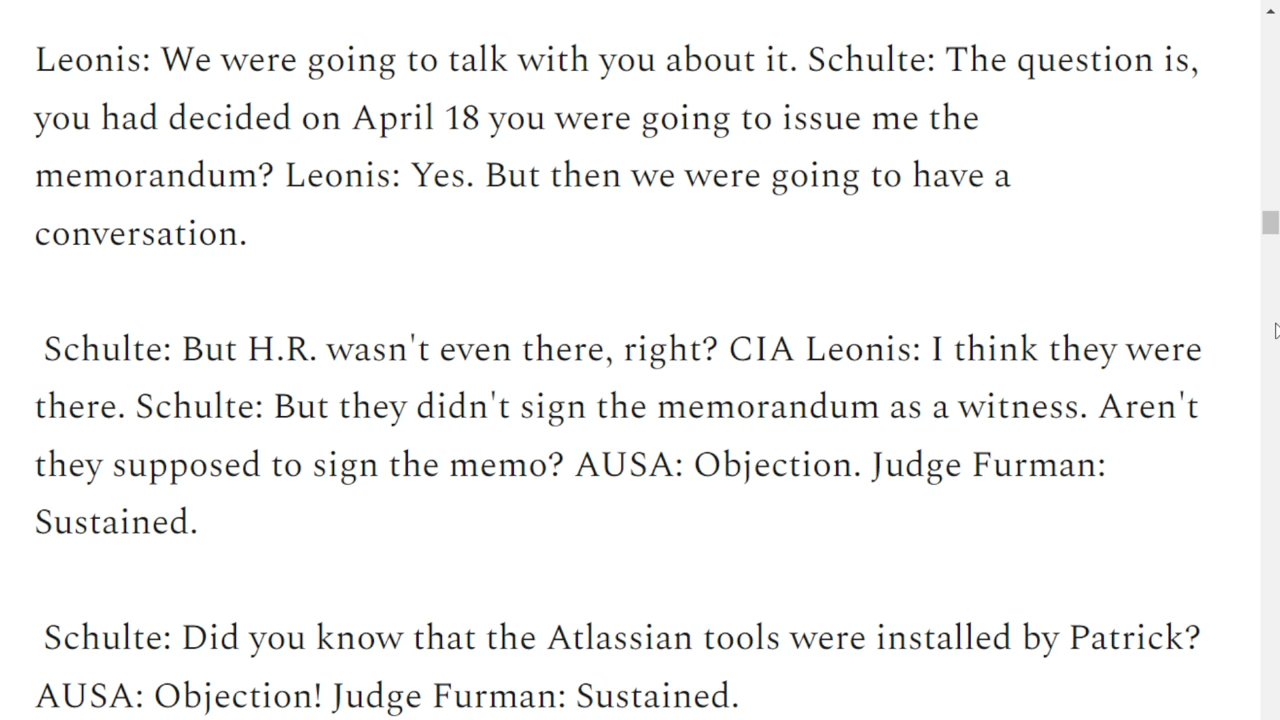 Leonis: We were going to talk with you about it. Schulte: The question is,
you had decided on April 18 you were going to issue me the
memorandum? Leonis: Yes. But then we were going to have a
conversation.
Schulte: But H.R. wasn't even there, right? CIA Leonis: I think they were
there. Schulte: But they didn't sign the memorandum as a witness. Aren't
they supposed to sign the memo? AUSA: Objection. Judge Furman:
Sustained.
Schulte: Did you know that the Atlassian tools were installed by Patrick?
AUSA: Objection! Judge Furman: Sustained.